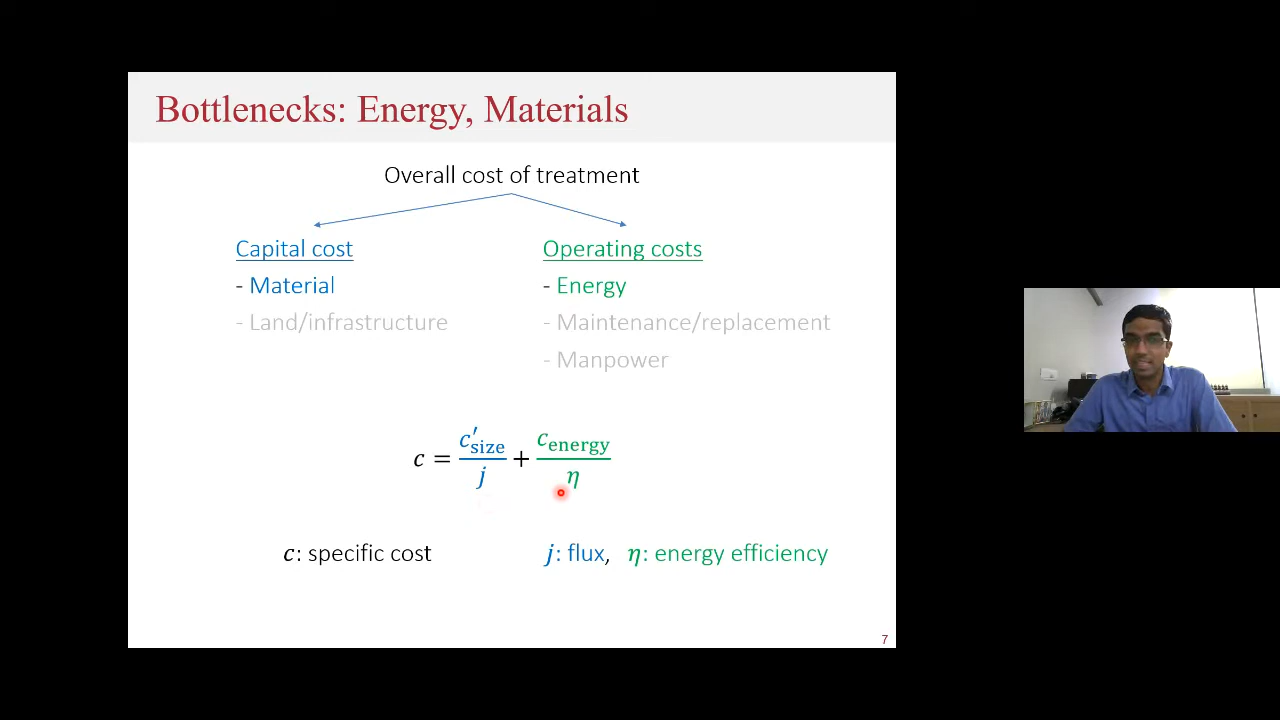 Bottlenecks: Energy, Materials
Overall cost of treatment
Capital cost
- Material
- Land/infrastructure
Operating costs
- Energy
- Maintenance/replacement
- Manpower
c = c′size/j + cenergy/η
c: specific cost
j: flux, η: energy efficiency
7